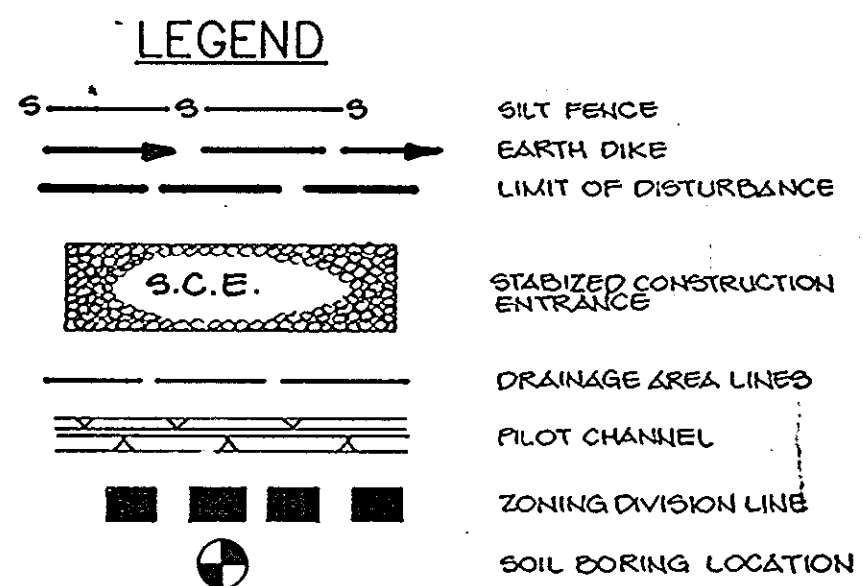 LEGEND
S S S SILT FENCE
EARTH DIKE
LIMIT OF DISTURBANCE
S.C.E. STABIZED CONSTRUCTION
ENTRANCE
DRAINAGE AREA LINES
PILOT CHANNEL
ZONING DIVISION LINE
SOIL BORING LOCATION